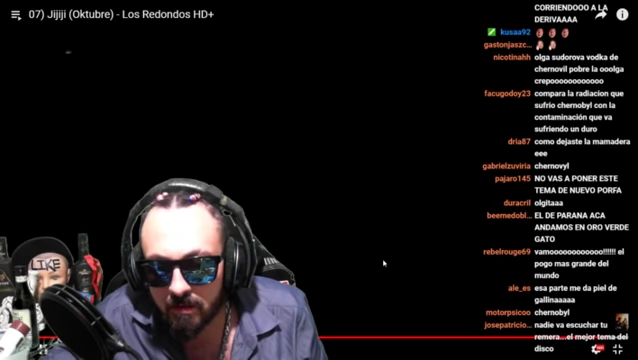 07) Jijiji (Oktubre) - Los Redondos HD+
CORRIENDOOO A LA
DERIVAAAA
kusaa92
gastonjaszc...
nicotinahh olga sudorova vodka de
chernovil pobre la ooolga
crepoooooooooooo
facugodoy23 compara la radiacion que
sufrio chernobyl con la
contaminación que va
sufriendo un duro
dria87 como dejaste la mamadera
eee
gabrielzuviria chernovyl
pajaro145 NO VAS A PONER ESTE
TEMA DE NUEVO PORFA
duracril olgitaaa
beemedobl... EL DE PARANA ACA
ANDAMOS EN ORO VERDE
GATO
rebelrouge69 vamooooooooooo!!!!!! el
pogo mas grande del
mundo
ale_es esa parte me da piel de
gallinaaaaa
motorpsicoo chernobyl
josepatricio... nadie va escuchar tu
remera...el mejor tema del
disco
LIKE